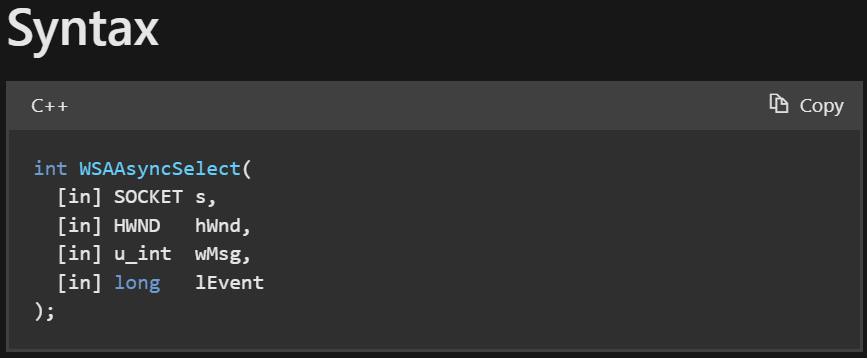 Syntax
C++
Copy
int WSAAsyncSelect(
  [in] SOCKET s,
  [in] HWND   hWnd,
  [in] u_int  wMsg,
  [in] long   lEvent
);